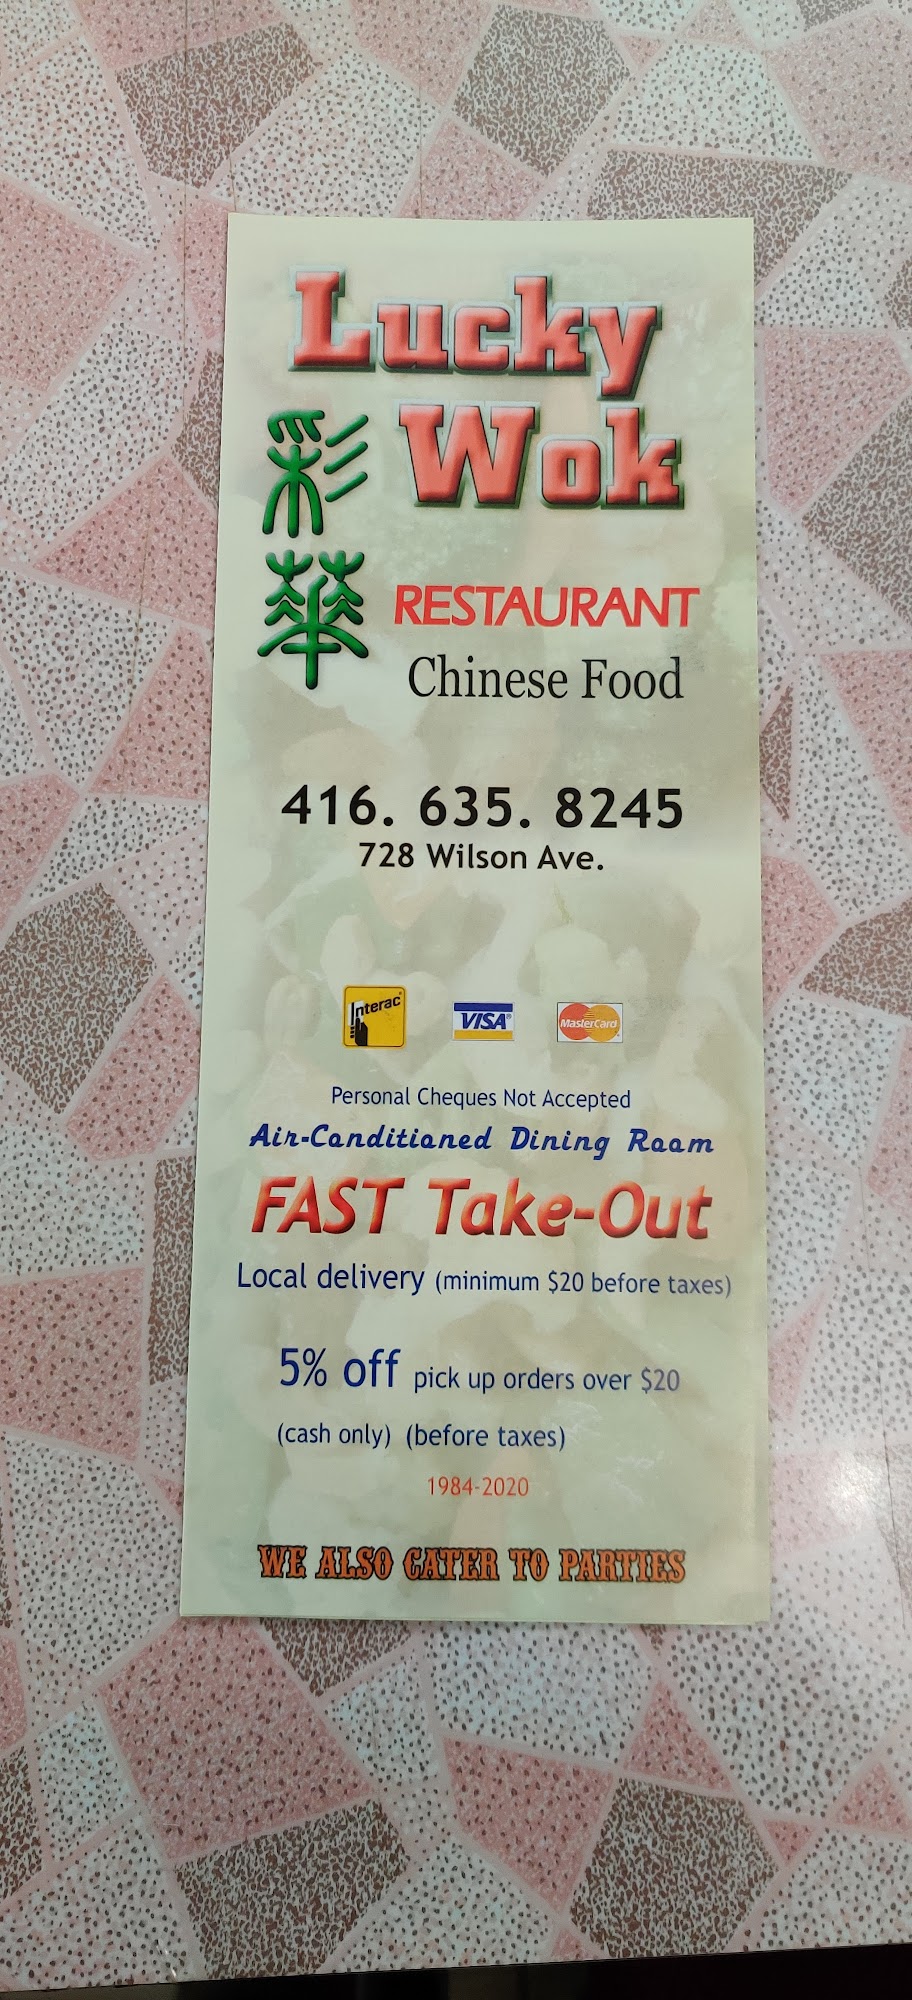 Lucky
Wok
彩
華
RESTAURANT
Chinese Food
416. 635. 8245
728 Wilson Ave.
Interac
VISA
MasterCard
Personal Cheques Not Accepted
Air-Conditioned Dining Room
FAST Take-Out
Local delivery (minimum $20 before taxes)
5% off pick up orders over $20
(cash only) (before taxes)
1984-2020
WE ALSO CATER TO PARTIES